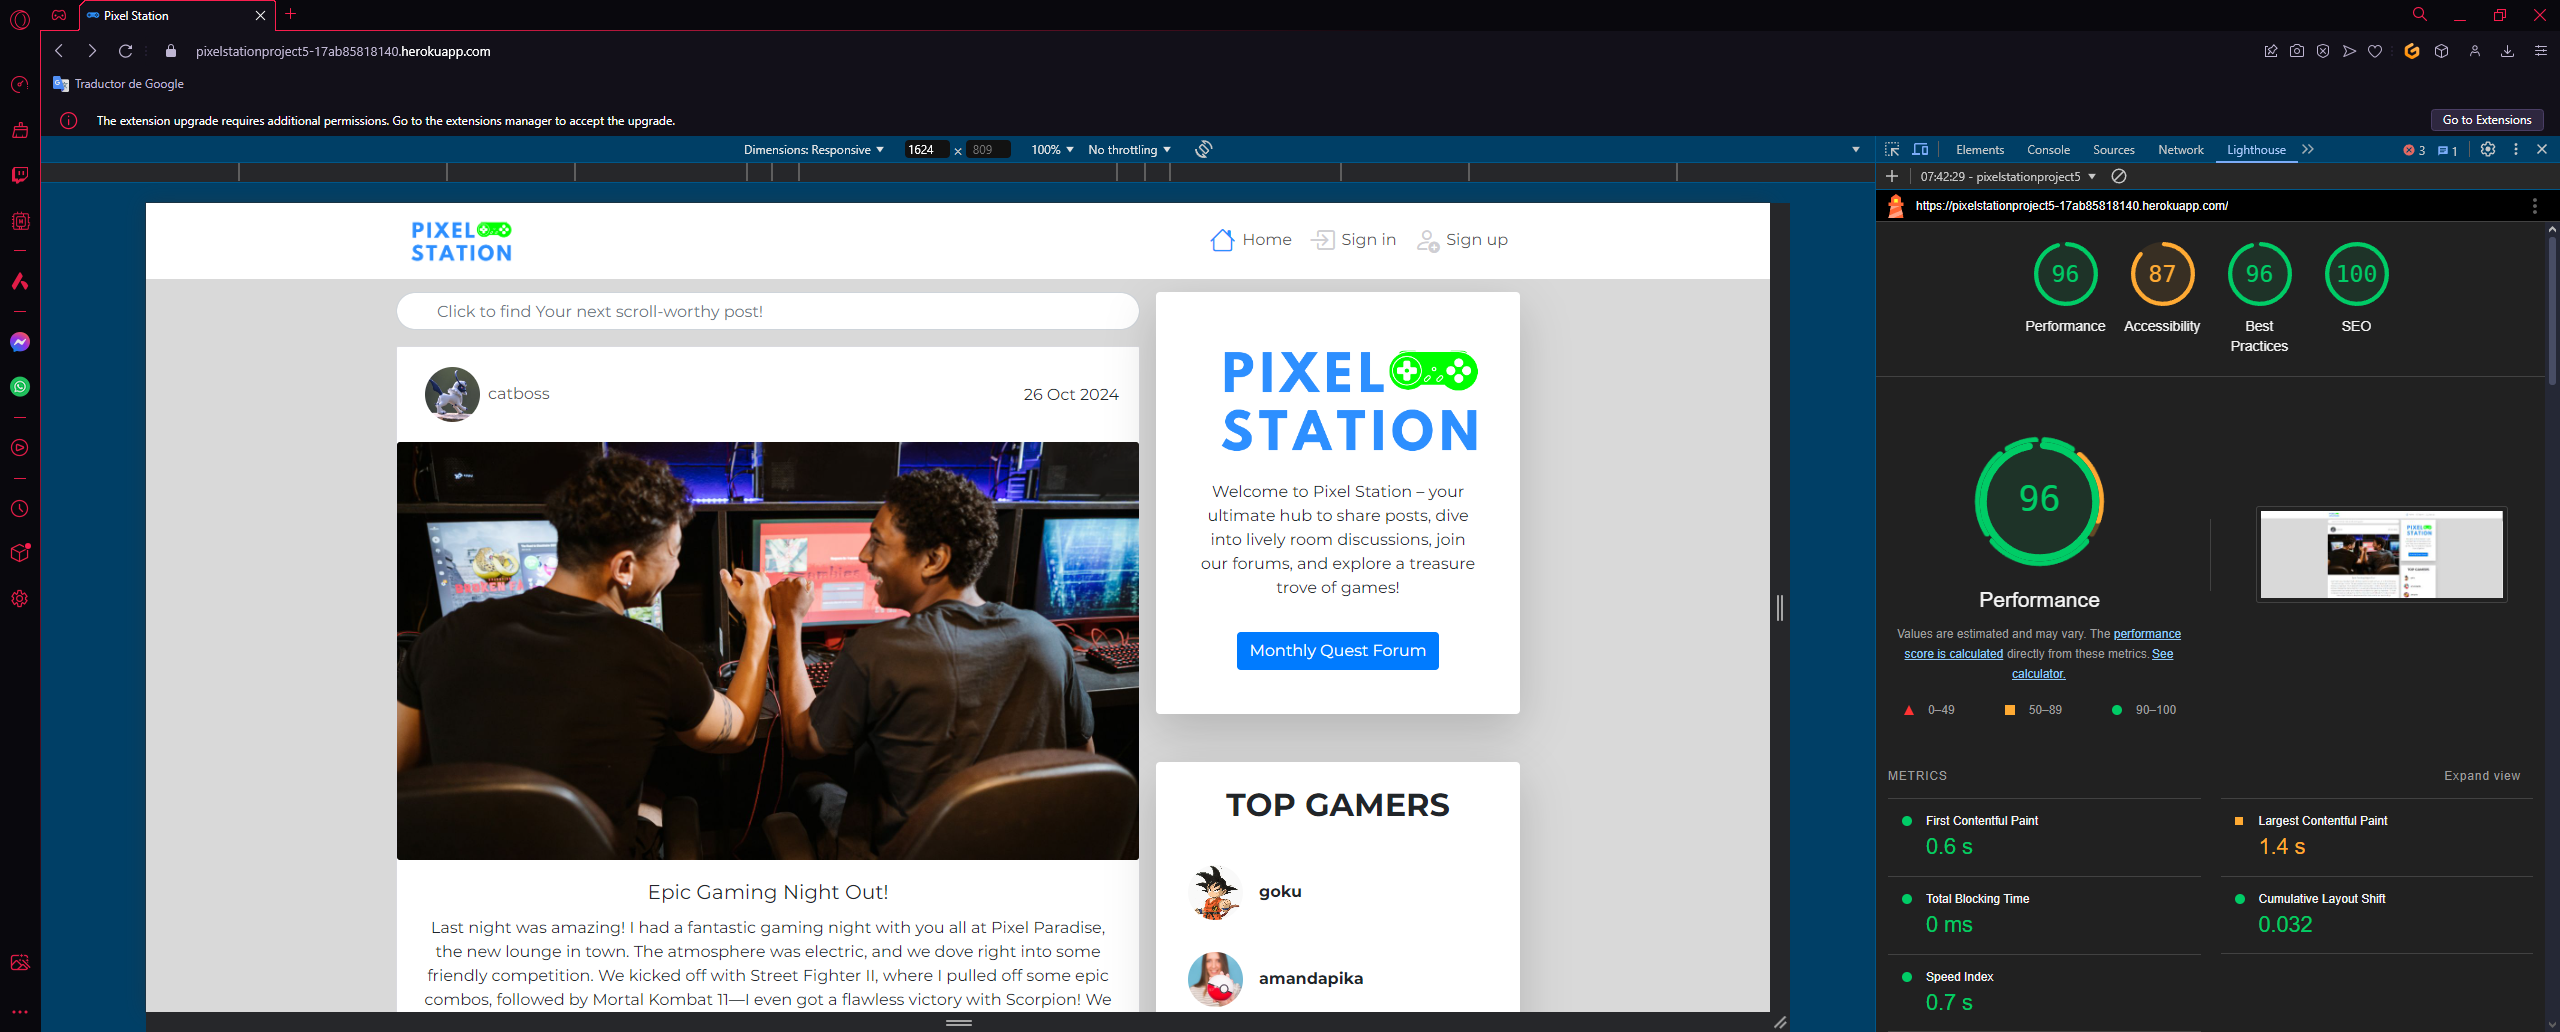 Pixel Station
pixelstationproject5-17ab85818140.herokuapp.com
Traductor de Google
The extension upgrade requires additional permissions. Go to the extensions manager to accept the upgrade.
Go to Extensions
Dimensions: Responsive
1624 × 809
100%
No throttling
Elements
Console
Sources
Network
Lighthouse
3
1
07:42:29 - pixelstationproject5
https://pixelstationproject5-17ab85818140.herokuapp.com/
PIXEL
STATION
Home
Sign in
Sign up
Click to find Your next scroll-worthy post!
catboss
26 Oct 2024
Epic Gaming Night Out!
Last night was amazing! I had a fantastic gaming night with you all at Pixel Paradise,
the new lounge in town. The atmosphere was electric, and we dove right into some
friendly competition. We kicked off with Street Fighter II, where I pulled off some epic
combos, followed by Mortal Kombat 11—I even got a flawless victory with Scorpion! We
PIXEL
STATION
Welcome to Pixel Station – your
ultimate hub to share posts, dive
into lively room discussions, join
our forums, and explore a treasure
trove of games!
Monthly Quest Forum
TOP GAMERS
goku
amandapika
96
Performance
87
Accessibility
96
Best
Practices
100
SEO
96
Performance
Values are estimated and may vary. The performance
score is calculated directly from these metrics. See
calculator.
0–49
50–89
90–100
PIXEL
STATION
TOP GAMERS
METRICS
Expand view
First Contentful Paint
0.6 s
Largest Contentful Paint
1.4 s
Total Blocking Time
0 ms
Cumulative Layout Shift
0.032
Speed Index
0.7 s